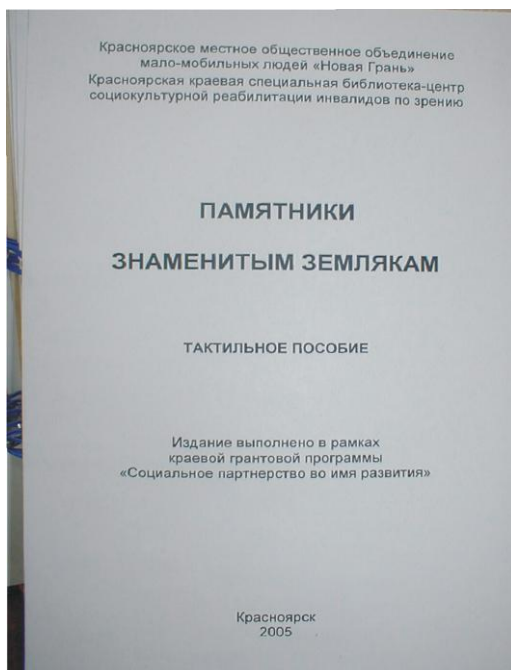 Красноярское местное общественное объединение
мало-мобильных людей «Новая Грань»
Красноярская краевая специальная библиотека-центр
социокультурной реабилитации инвалидов по зрению
ПАМЯТНИКИ
ЗНАМЕНИТЫМ ЗЕМЛЯКАМ
ТАКТИЛЬНОЕ ПОСОБИЕ
Издание выполнено в рамках
краевой грантовой программы
«Социальное партнерство во имя развития»
Красноярск
2005